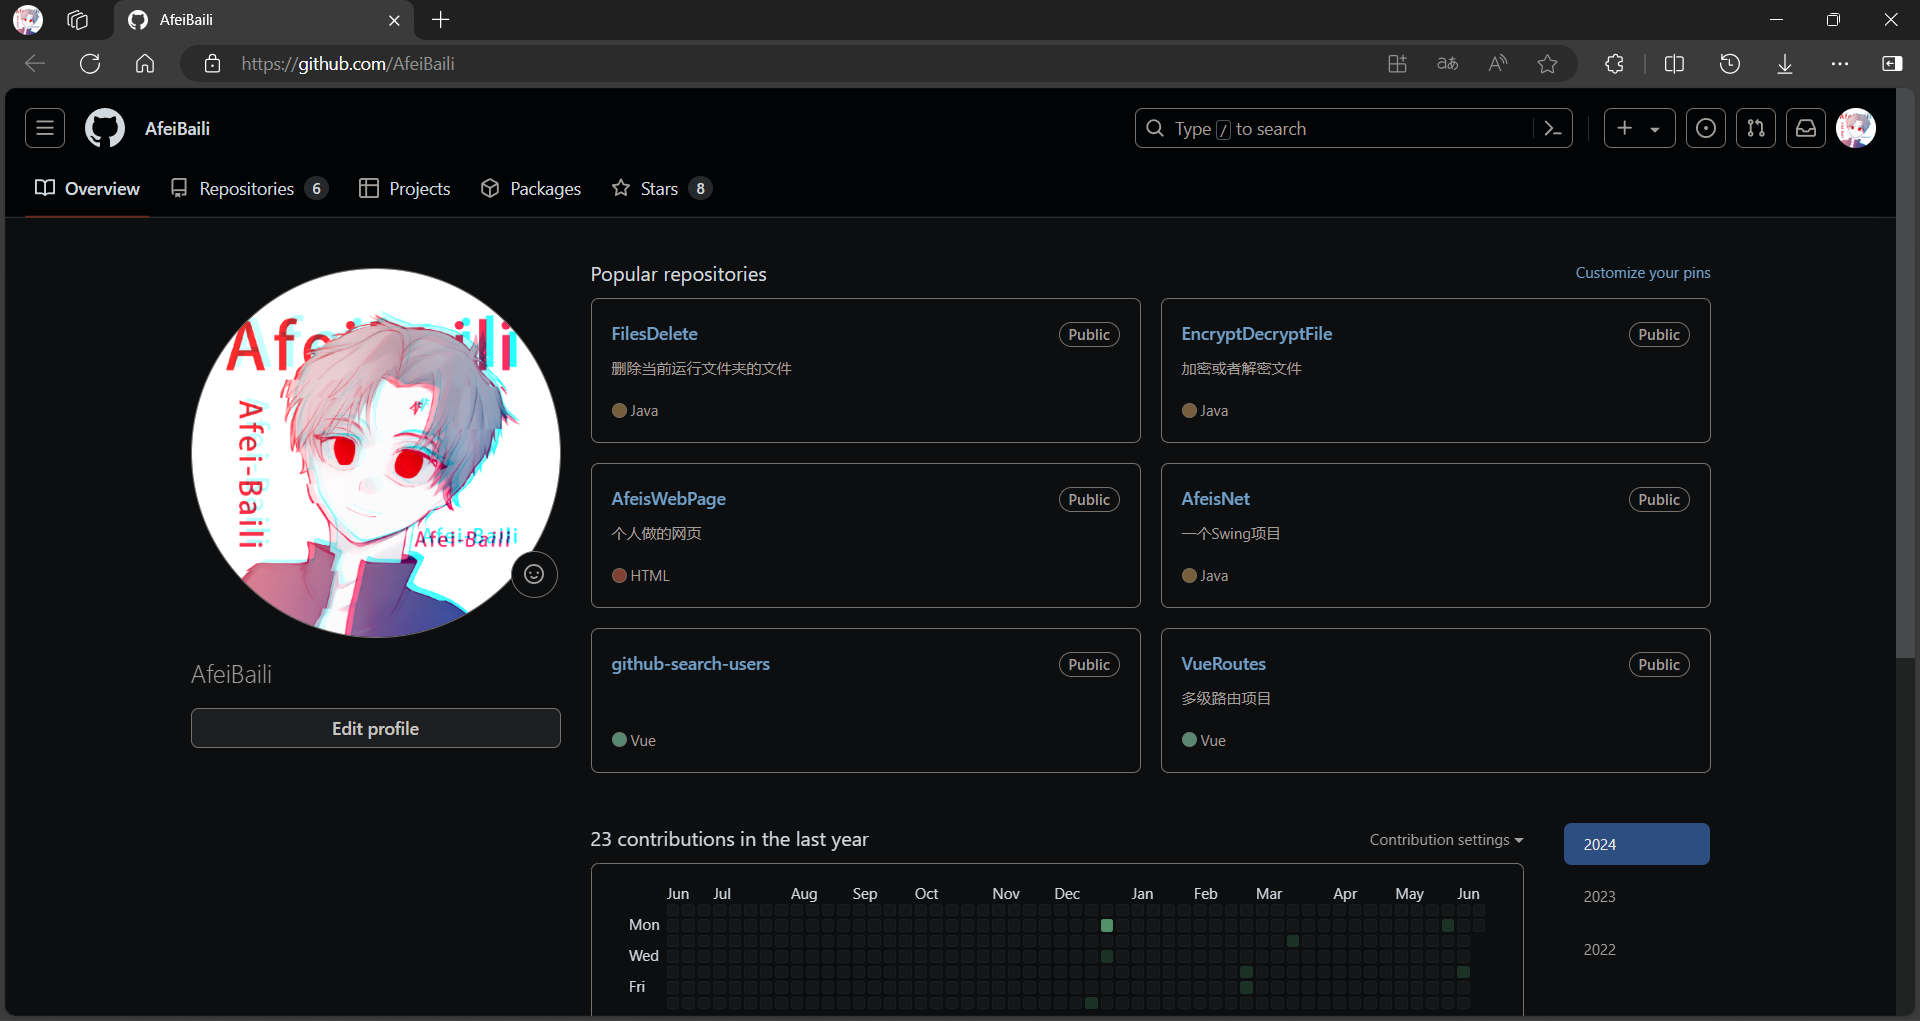 AfeiBaili
https://github.com/AfeiBaili
AfeiBaili
Type / to search
Overview
Repositories 6
Projects
Packages
Stars 8
Popular repositories
Customize your pins
FilesDelete
Public
删除当前运行文件夹的文件
Java
EncryptDecryptFile
Public
加密或者解密文件
Java
AfeisWebPage
Public
个人做的网页
HTML
AfeisNet
Public
一个Swing项目
Java
github-search-users
Public
Vue
VueRoutes
Public
多级路由项目
Vue
Afei-Baili
Afei-Baili
AfeiBaili
Edit profile
23 contributions in the last year
Contribution settings
2024
2023
2022
Jun Jul Aug Sep Oct Nov Dec Jan Feb Mar Apr May Jun
Mon
Wed
Fri